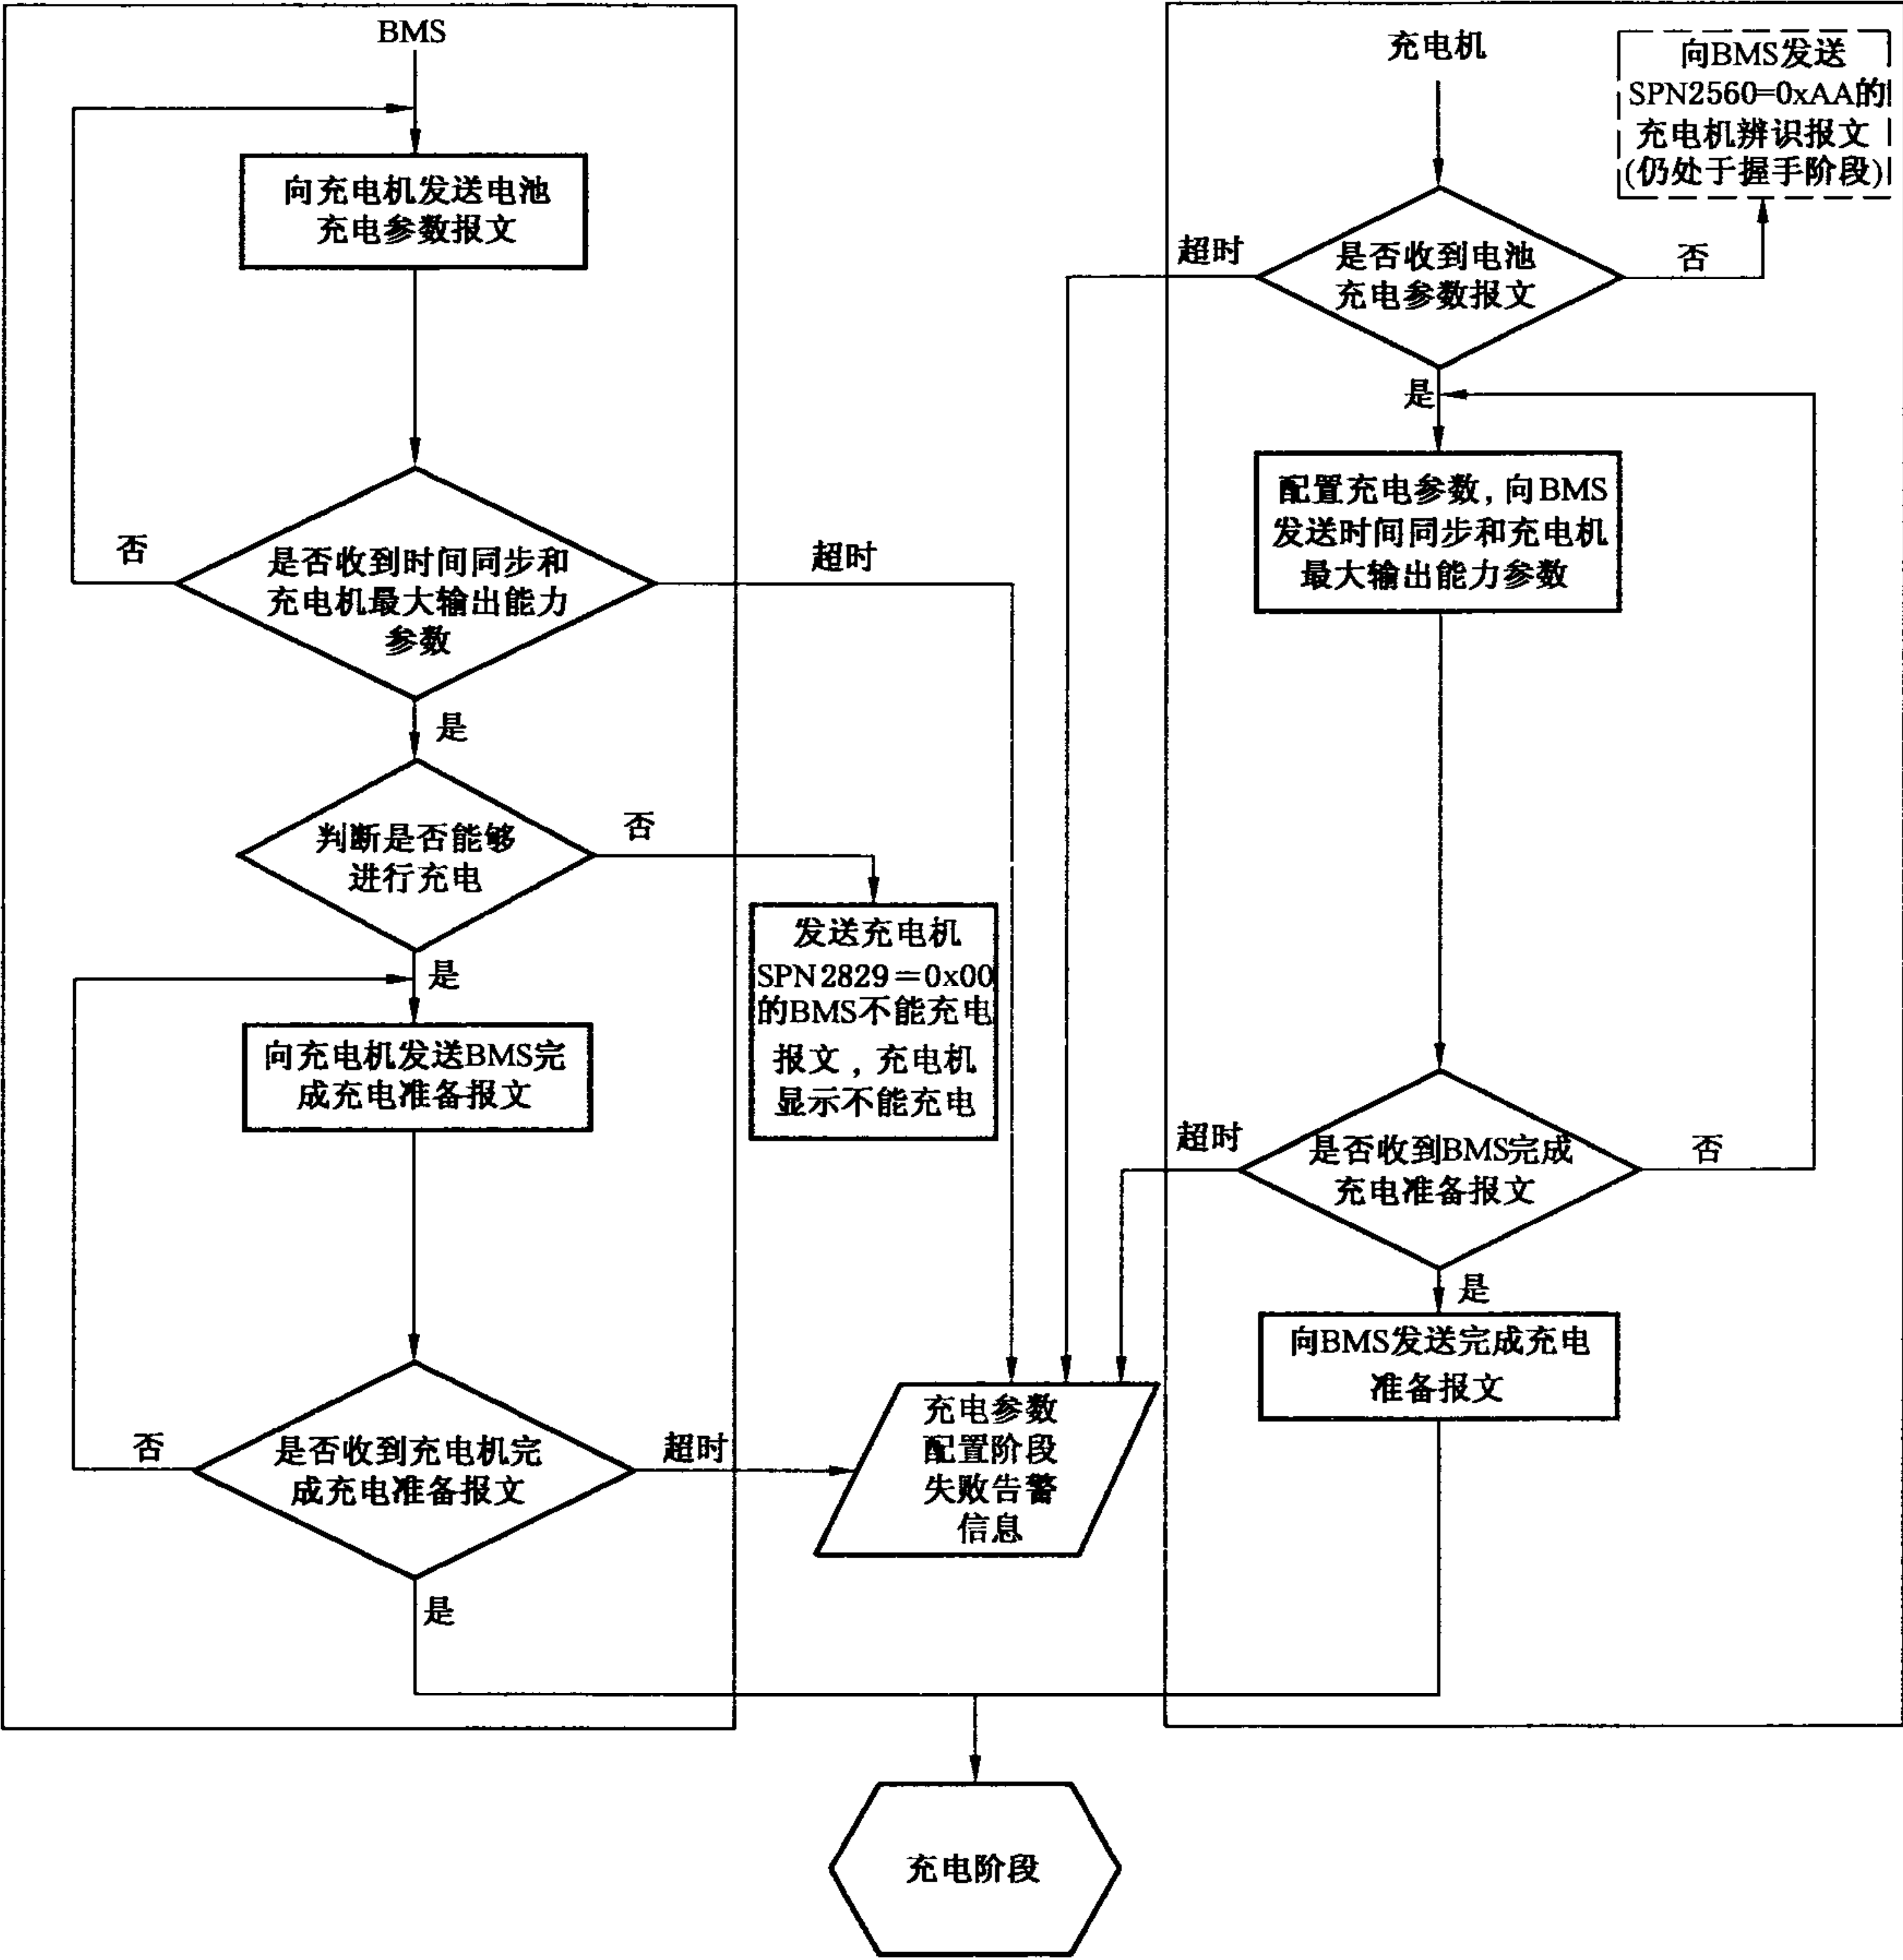 BMS
向充电机发送电池
充电参数报文
否
是否收到时间同步和
充电机最大输出能力
参数
超时
是
判断是否能够
进行充电
否
发送充电机
SPN2829=0x00
的BMS不能充电
报文,充电机
显示不能充电
是
向充电机发送BMS完
成充电准备报文
否
是否收到充电机完
成充电准备报文
超时
是
充电参数
配置阶段
失败告警
信息
充电机
向BMS发送
SPN2560=0xAA的
充电机辨识报文
(仍处于握手阶段)
超时
是否收到电池
充电参数报文
否
是
配置充电参数,向BMS
发送时间同步和充电机
最大输出能力参数
超时
是否收到BMS完成
充电准备报文
否
是
向BMS发送完成充电
准备报文
充电阶段